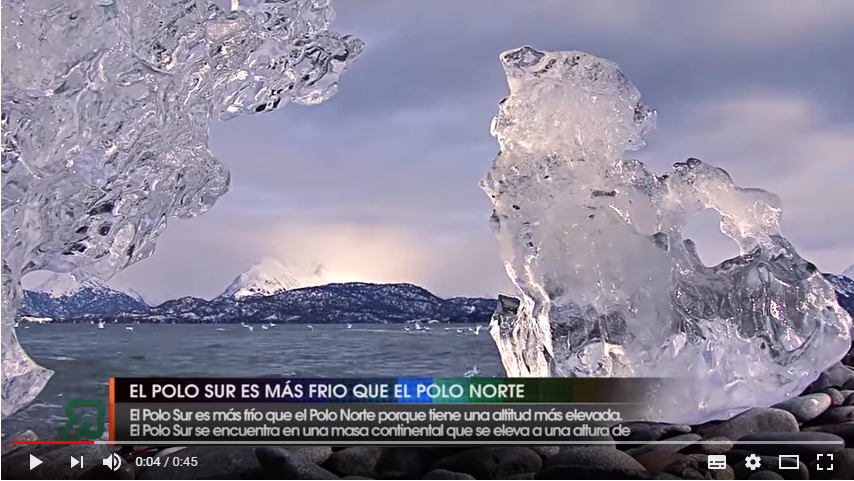 EL POLO SUR ES MÁS FRIO QUE EL POLO NORTE
El Polo Sur es más frío que el Polo Norte porque tiene una altitud más elevada.
El Polo Sur se encuentra en una masa continental que se eleva a una altura de
0:04 / 0:45